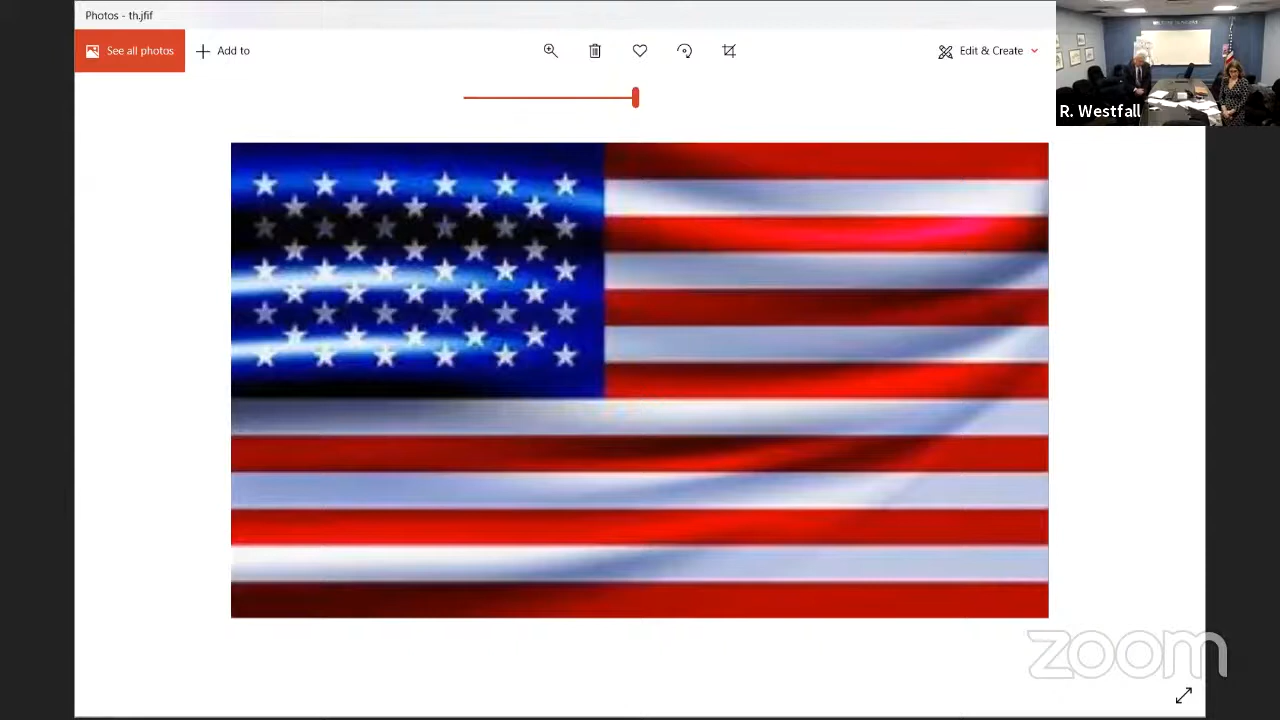 Photos - th.jfif
See all photos
Add to
Edit & Create
R. Westfall
zoom